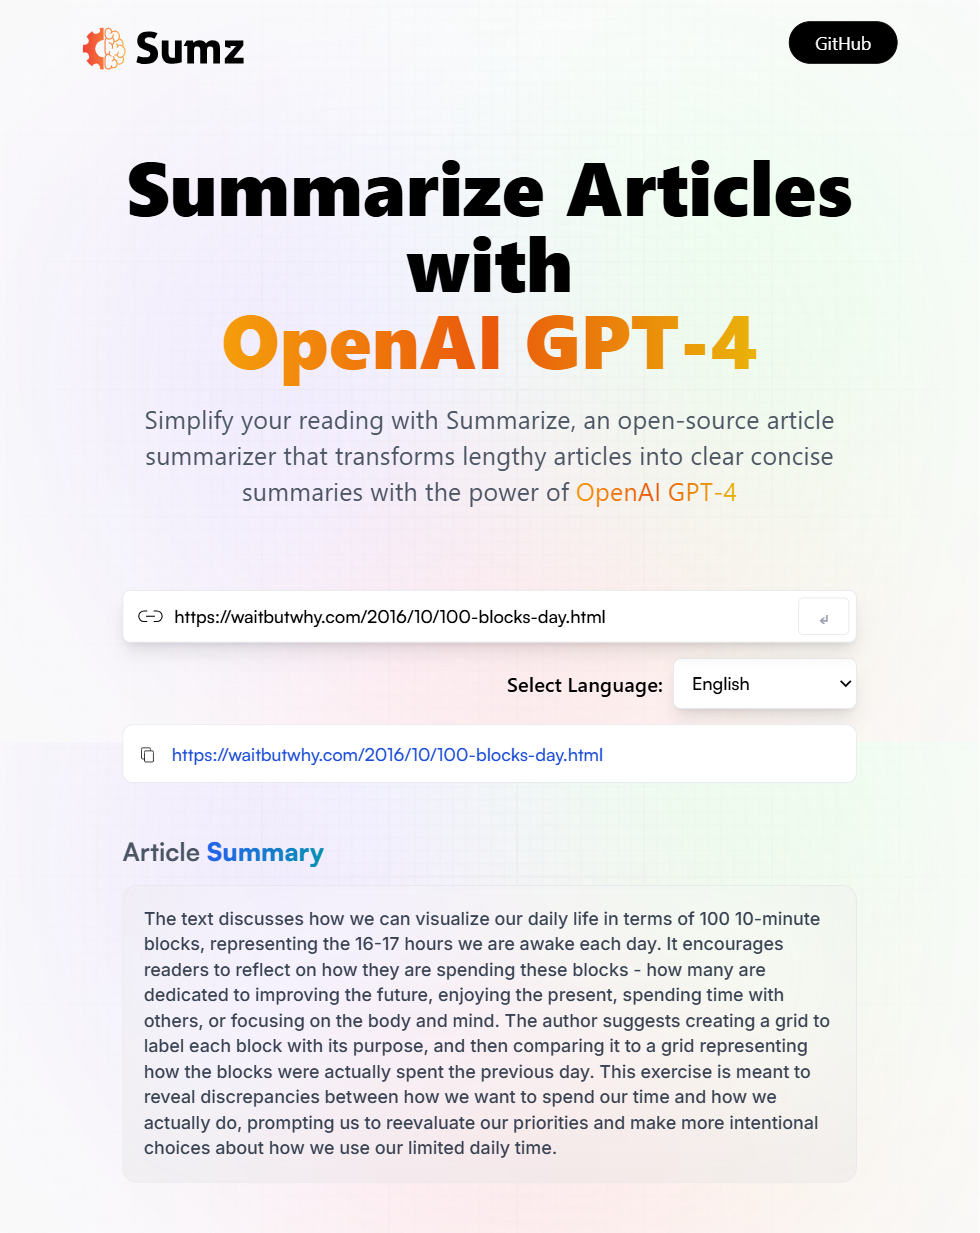 Sumz
GitHub
Summarize Articles
with
OpenAI GPT-4
Simplify your reading with Summarize, an open-source article
summarizer that transforms lengthy articles into clear concise
summaries with the power of OpenAI GPT-4
https://waitbutwhy.com/2016/10/100-blocks-day.html
Select Language: English
https://waitbutwhy.com/2016/10/100-blocks-day.html
Article Summary
The text discusses how we can visualize our daily life in terms of 100 10-minute
blocks, representing the 16-17 hours we are awake each day. It encourages
readers to reflect on how they are spending these blocks - how many are
dedicated to improving the future, enjoying the present, spending time with
others, or focusing on the body and mind. The author suggests creating a grid to
label each block with its purpose, and then comparing it to a grid representing
how the blocks were actually spent the previous day. This exercise is meant to
reveal discrepancies between how we want to spend our time and how we
actually do, prompting us to reevaluate our priorities and make more intentional
choices about how we use our limited daily time.